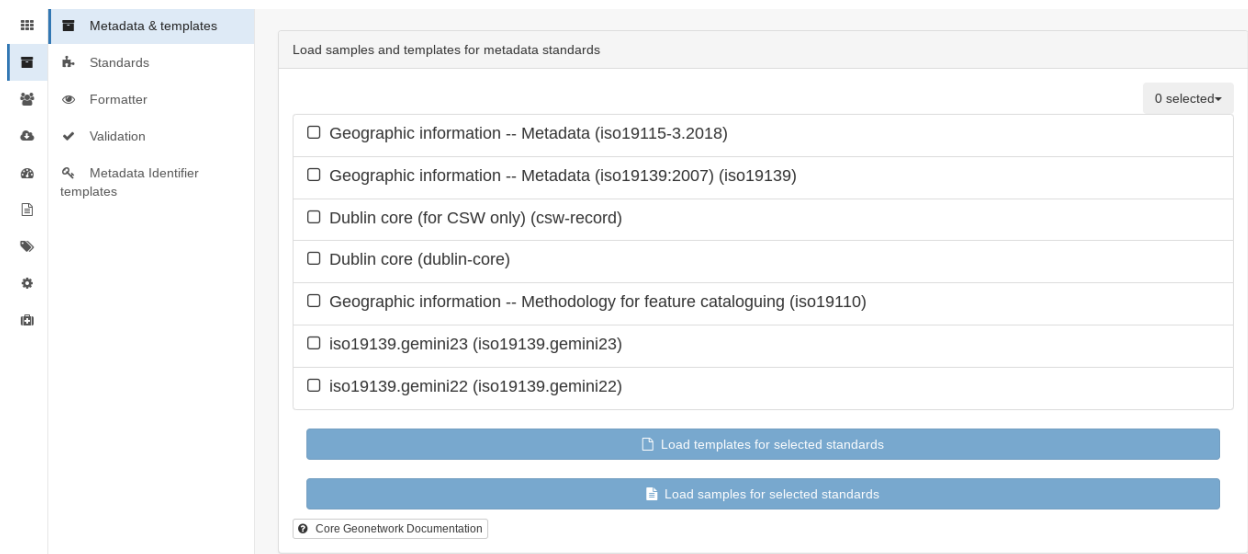 Metadata & templates
Standards
Formatter
Validation
Metadata Identifier
templates
Load samples and templates for metadata standards
0 selected
Geographic information -- Metadata (iso19115-3.2018)
Geographic information -- Metadata (iso19139:2007) (iso19139)
Dublin core (for CSW only) (csw-record)
Dublin core (dublin-core)
Geographic information -- Methodology for feature cataloguing (iso19110)
iso19139.gemini23 (iso19139.gemini23)
iso19139.gemini22 (iso19139.gemini22)
Load templates for selected standards
Load samples for selected standards
Core Geonetwork Documentation